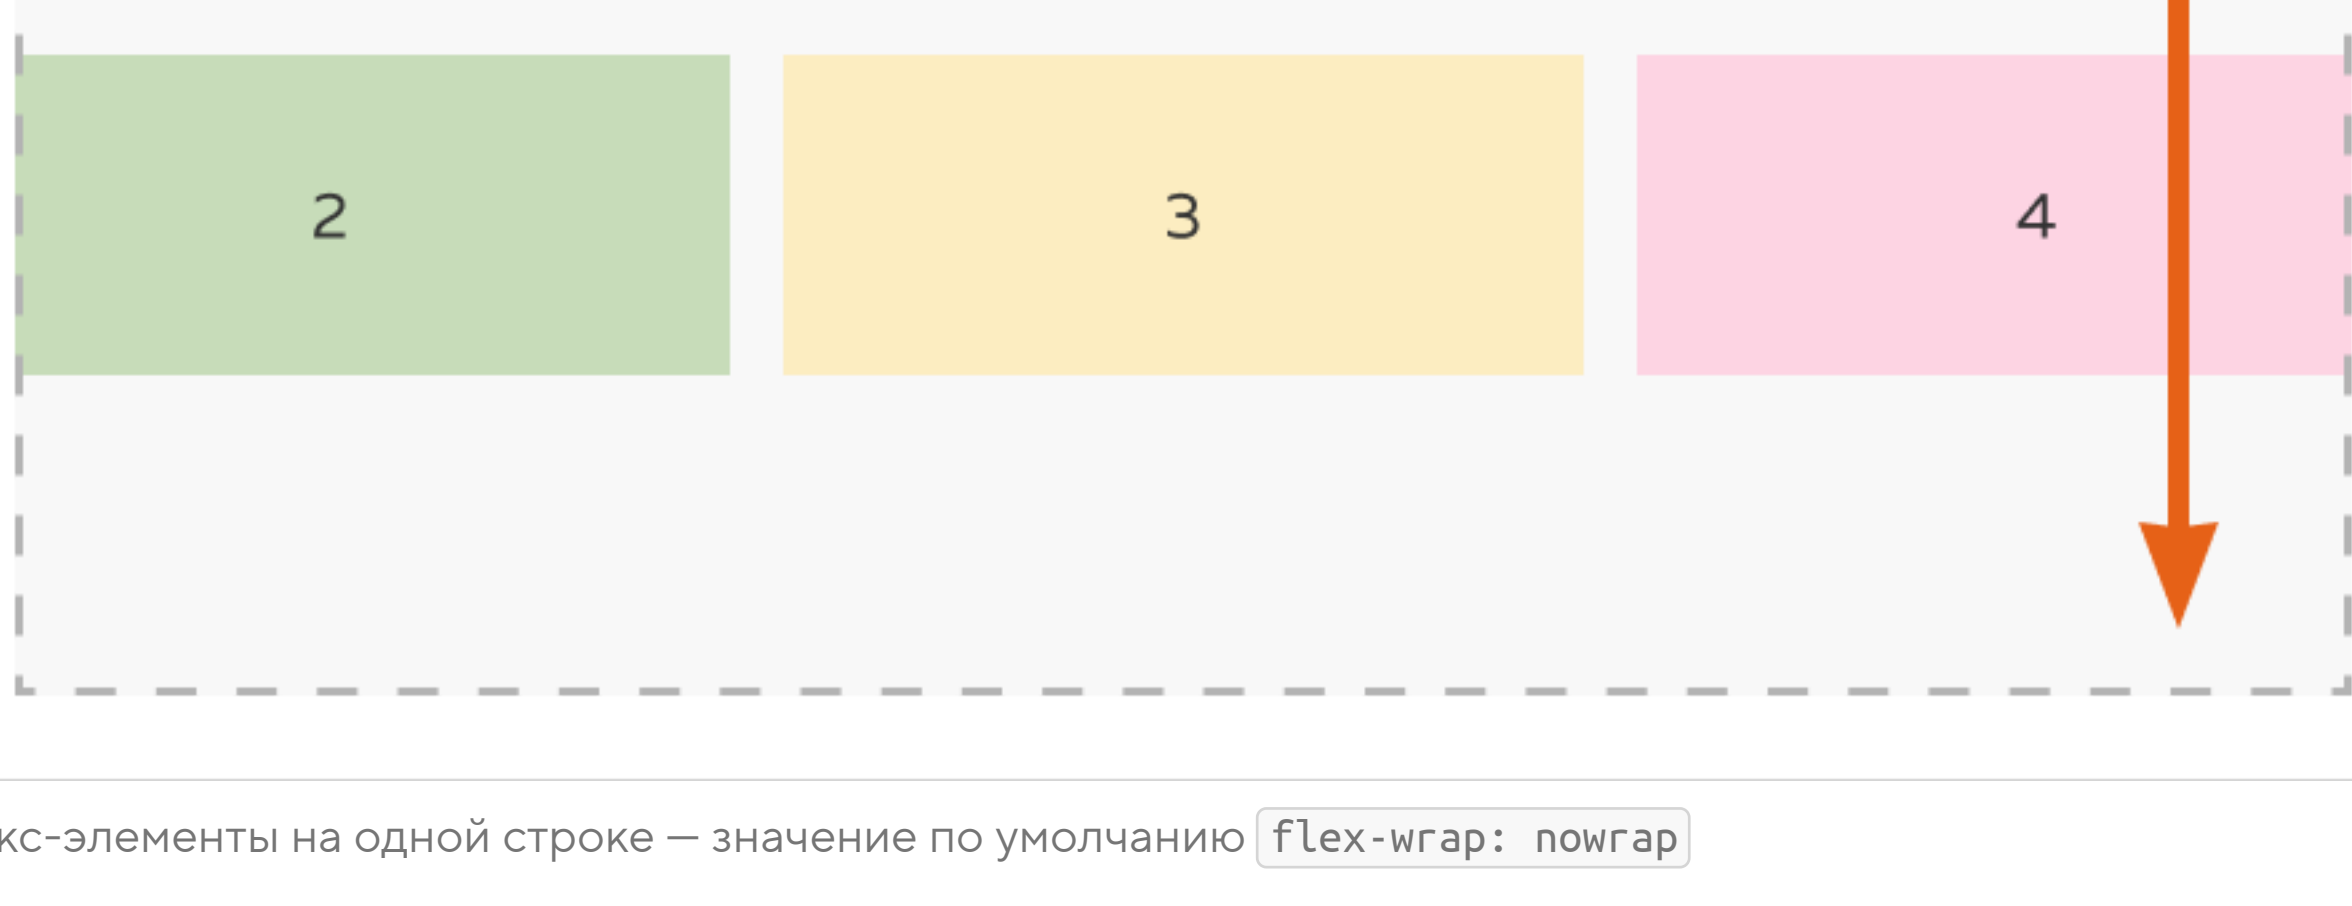 2 3 4
кс-элементы на одной строке — значение по умолчанию flex-wrap: nowrap